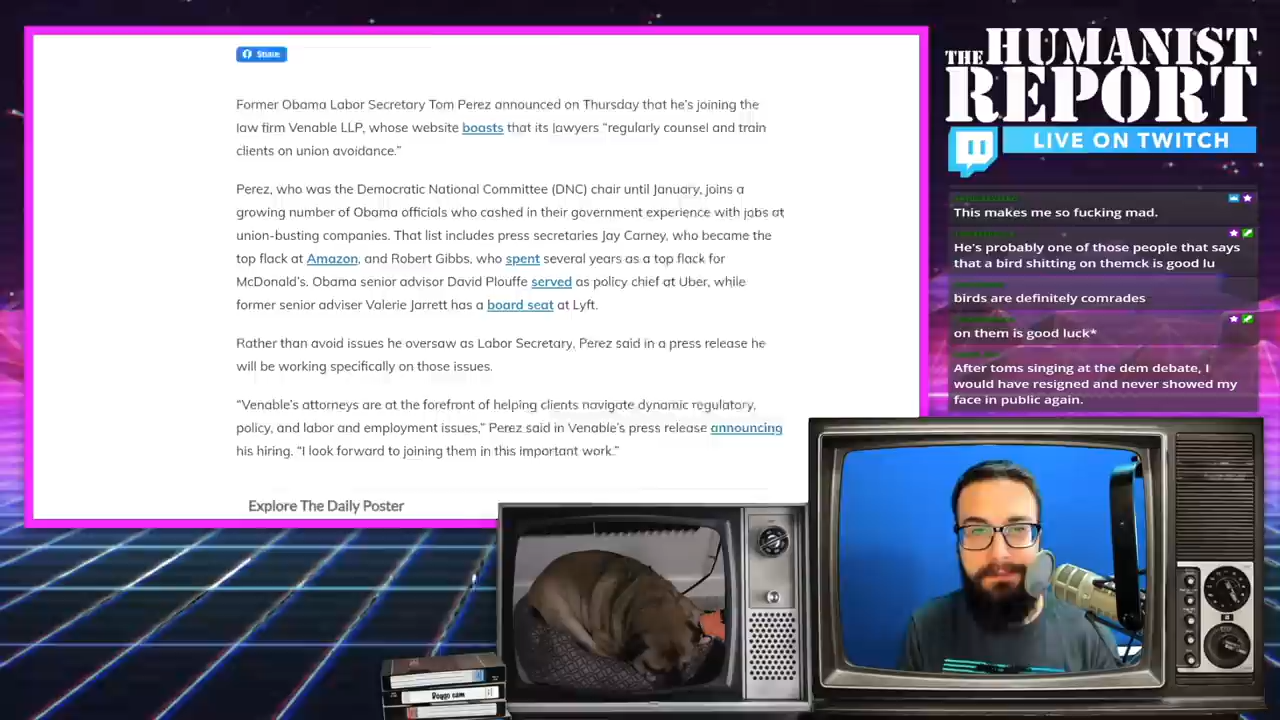 Share
Former Obama Labor Secretary Tom Perez announced on Thursday that he's joining the
law firm Venable LLP, whose website boasts that its lawyers “regularly counsel and train
clients on union avoidance.”
Perez, who was the Democratic National Committee (DNC) chair until January, joins a
growing number of Obama officials who cashed in their government experience with jobs at
union-busting companies. That list includes press secretaries Jay Carney, who became the
top flack at Amazon, and Robert Gibbs, who spent several years as a top flack for
McDonald's. Obama senior advisor David Plouffe served as policy chief at Uber, while
former senior adviser Valerie Jarrett has a board seat at Lyft.
Rather than avoid issues he oversaw as Labor Secretary, Perez said in a press release he
will be working specifically on those issues.
“Venable's attorneys are at the forefront of helping clients navigate dynamic regulatory,
policy, and labor and employment issues,” Perez said in Venable's press release announcing
his hiring. “I look forward to joining them in this important work.”
Explore The Daily Poster
THE HUMANIST
REPORT
LIVE ON TWITCH
This makes me so fucking mad.
He's probably one of those people that says
that a bird shitting on themck is good lu
birds are definitely comrades
on them is good luck*
After toms singing at the dem debate, I
would have resigned and never showed my
face in public again.
Doggo cam